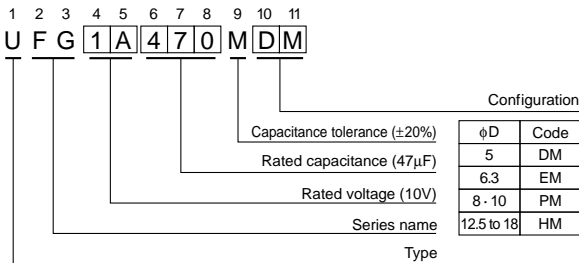 1 2 3 4 5 6 7 8 9 10 11
U F G 1 A 4 7 0 M D M
Configuration
Capacitance tolerance (±20%)
Rated capacitance (47µF)
Rated voltage (10V)
Series name
Type
ϕD Code
5 DM
6.3 EM
8 · 10 PM
12.5 to 18 HM